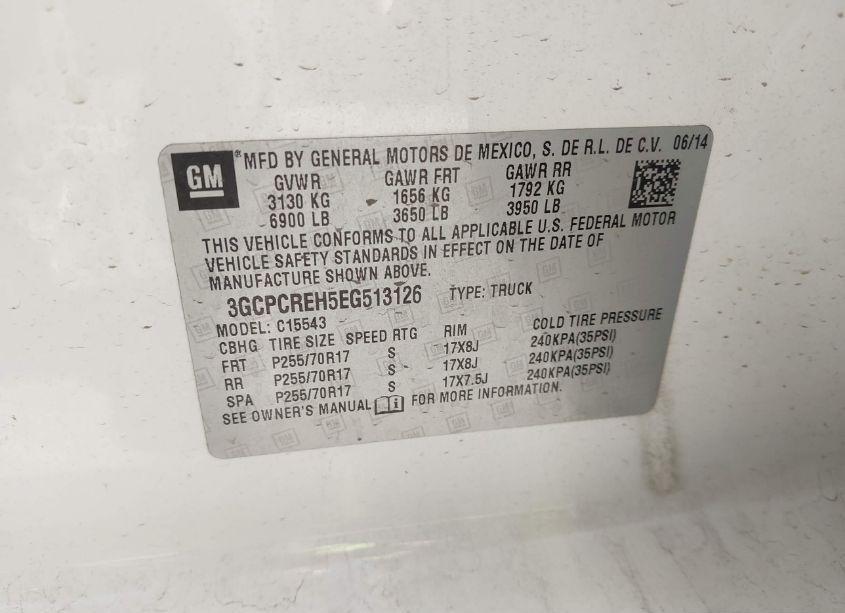 GM ®MFD BY GENERAL MOTORS DE MEXICO, S. DE R.L. DE C.V. 06/14
GVWR GAWR FRT GAWR RR
3130 KG 1656 KG 1792 KG
6900 LB 3650 LB 3950 LB
THIS VEHICLE CONFORMS TO ALL APPLICABLE U.S. FEDERAL MOTOR
VEHICLE SAFETY STANDARDS IN EFFECT ON THE DATE OF
MANUFACTURE SHOWN ABOVE.
3GCPCREH5EG513126 TYPE: TRUCK
MODEL: C15543
CBHG TIRE SIZE SPEED RTG RIM COLD TIRE PRESSURE
FRT P255/70R17 S 17X8J 240KPA(35PSI)
RR P255/70R17 S 17X8J 240KPA(35PSI)
SPA P255/70R17 S 17X7.5J 240KPA(35PSI)
SEE OWNER'S MANUAL FOR MORE INFORMATION.